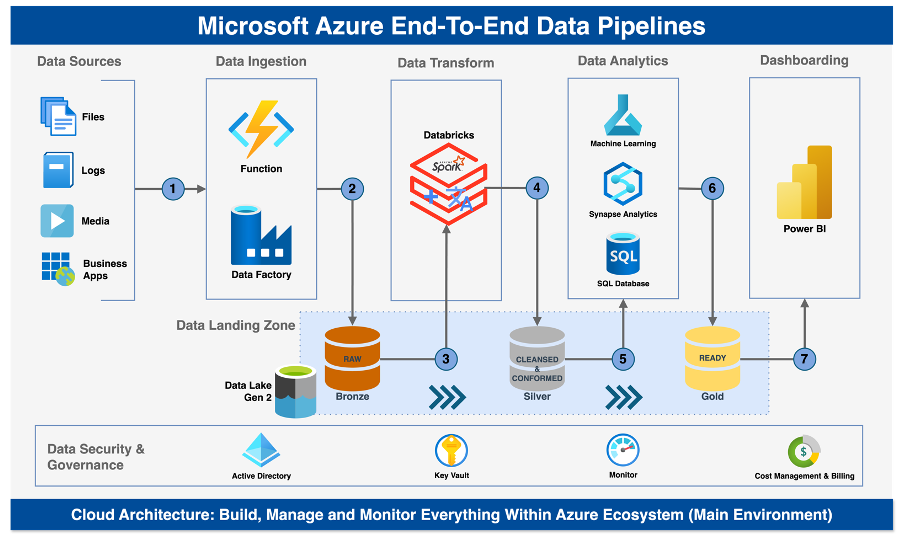 Microsoft Azure End-To-End Data Pipelines
Data Sources
Data Ingestion
Data Transform
Data Analytics
Dashboarding
Files
Logs
Media
Business
Apps
1
Function
Data Factory
2
Databricks
APACHE
Spark
文A
4
Machine Learning
Synapse Analytics
SQL
SQL Database
6
Power BI
Data Landing Zone
Data Lake
Gen 2
RAW
Bronze
3
CLEANSED
&
CONFORMED
Silver
5
READY
Gold
7
Data Security &
Governance
Active Directory
Key Vault
Monitor
$
Cost Management & Billing
Cloud Architecture: Build, Manage and Monitor Everything Within Azure Ecosystem (Main Environment)